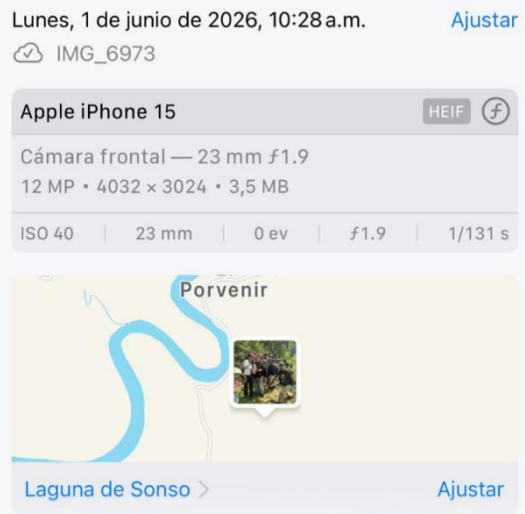 Lunes, 1 de junio de 2026, 10:28 a.m.
Ajustar
IMG_6973
Apple iPhone 15
HEIF
Cámara frontal — 23 mm ƒ1.9
12 MP • 4032 × 3024 • 3,5 MB
ISO 40
23 mm
0 ev
ƒ1.9
1/131 s
Porvenir
Laguna de Sonso
Ajustar